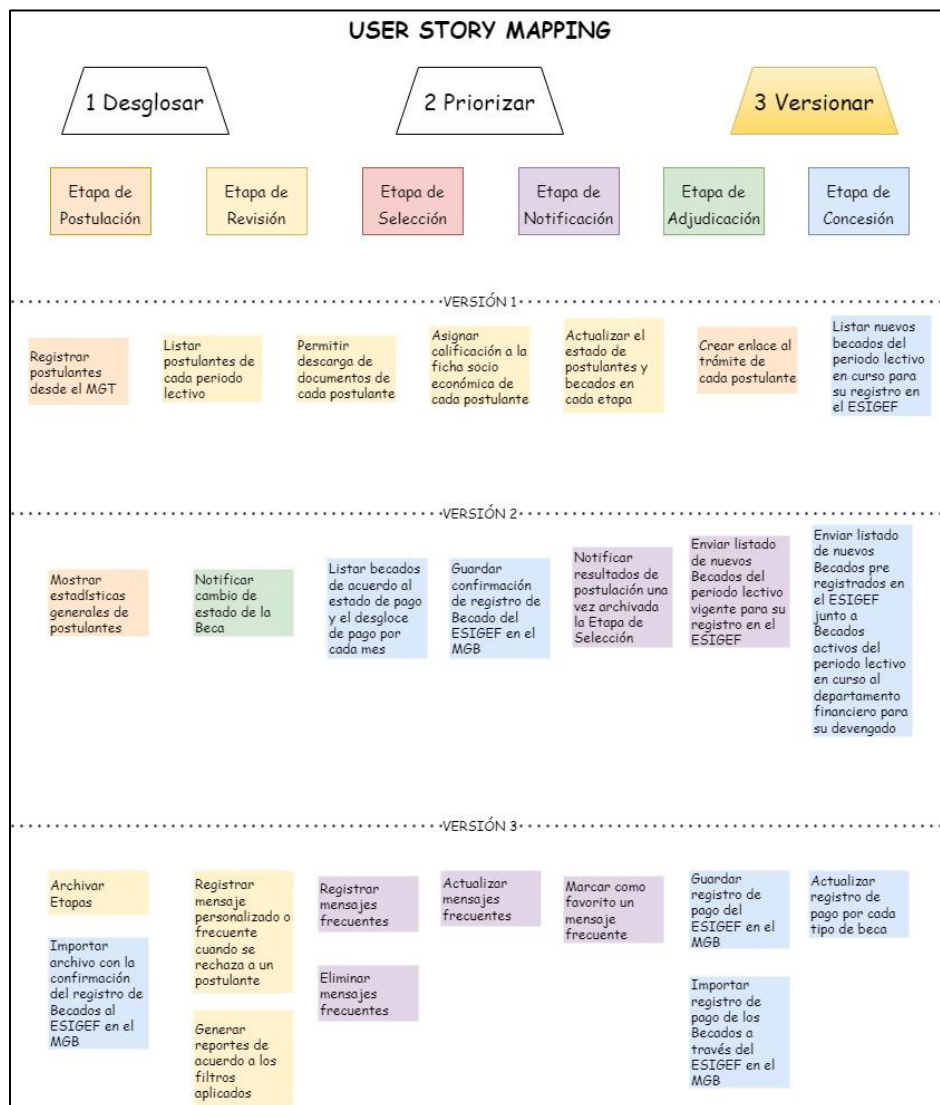 USER STORY MAPPING
1 Desglosar
2 Priorizar
3 Versionar
Etapa de
Postulación
Etapa de
Revisión
Etapa de
Selección
Etapa de
Notificación
Etapa de
Adjudicación
Etapa de
Concesión
VERSIÓN 1
Registrar
postulantes
desde el MGT
Listar
postulantes de
cada periodo
lectivo
Permitir
descarga de
documentos de
cada postulante
Asignar
calificación a la
ficha socio
económica de
cada postulante
Actualizar el
estado de
postulantes y
becados en
cada etapa
Crear enlace al
trámite de
cada postulante
Listar nuevos
becados del
periodo lectivo
en curso para
su registro en
el ESIGEF
VERSIÓN 2
Mostrar
estadísticas
generales de
postulantes
Notificar
cambio de
estado de la
Beca
Listar becados
de acuerdo al
estado de pago
y el desgloce
de pago por
cada mes
Guardar
confirmación
de registro de
Becado del
ESIGEF en el
MGB
Notificar
resultados de
postulación una
vez archivada
la Etapa de
Selección
Enviar listado
de nuevos
Becados del
periodo lectivo
vigente para su
registro en el
ESIGEF
Enviar listado
de nuevos
Becados pre
registrados en
el ESIGEF
junto a
Becados
activos del
periodo lectivo
en curso al
departamento
financiero para
su devengado
VERSIÓN 3
Archivar
Etapas
Registrar
mensaje
personalizado o
frecuente
cuando se
rechaza a un
postulante
Registrar
mensajes
frecuentes
Actualizar
mensajes
frecuentes
Marcar como
favorito un
mensaje
frecuente
Guardar
registro de
pago del
ESIGEF en el
MGB
Actualizar
registro de
pago por cada
tipo de beca
Importar
archivo con la
confirmación
del registro de
Becados al
ESIGEF en el
MGB
Generar
reportes de
acuerdo a los
filtros
aplicados
Eliminar
mensajes
frecuentes
Importar
registro de
pago de los
Becados a
través del
ESIGEF en el
MGB